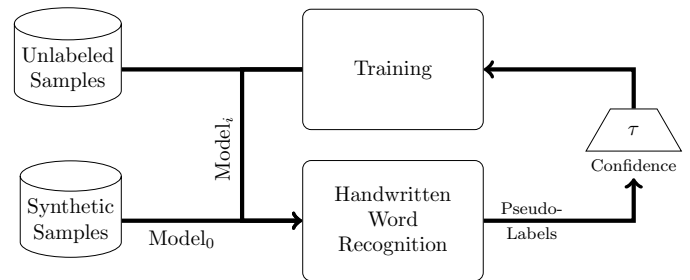 Unlabeled
Samples
Training
τ
Confidence
Model_i
Synthetic
Samples
Model_0
Handwritten
Word
Recognition
Pseudo-
Labels